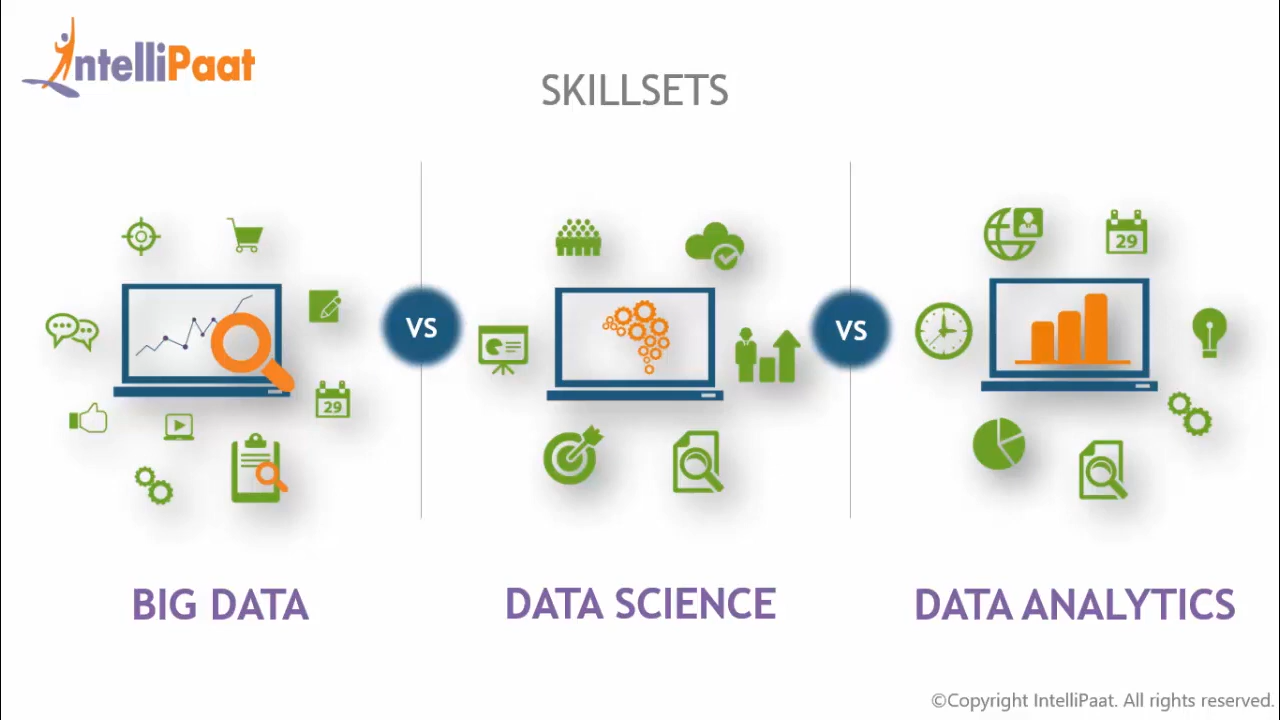 IntelliPaat
SKILLSETS
VS
VS
29
29
BIG DATA
DATA SCIENCE
DATA ANALYTICS
©Copyright IntelliPaat. All rights reserved.